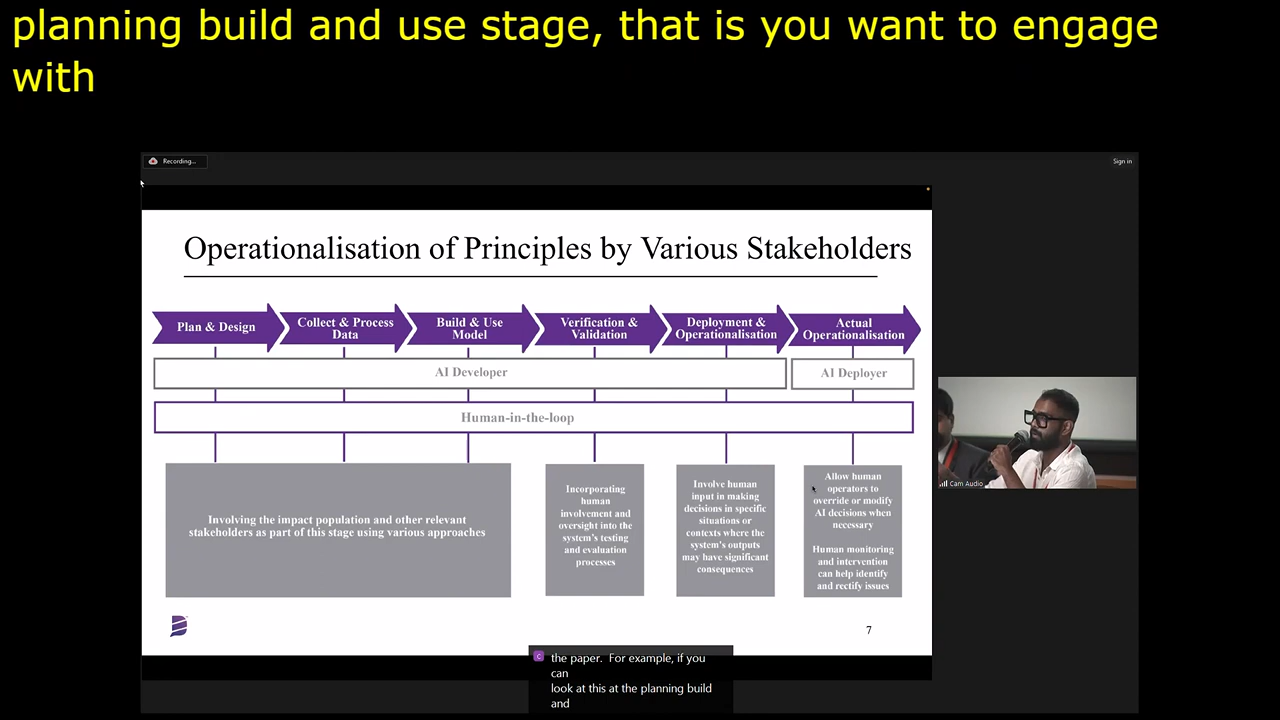 planning build and use stage, that is you want to engage
with
Recording...
Sign in
Operationalisation of Principles by Various Stakeholders
Plan & Design
Collect & Process
Data
Build & Use
Model
Verification &
Validation
Deployment &
Operationalisation
Actual
Operationalisation
AI Developer
AI Deployer
Human-in-the-loop
Involving the impact population and other relevant
stakeholders as part of this stage using various approaches
Incorporating
human
involvement and
oversight into the
system's testing
and evaluation
processes
Involve human
input in making
decisions in specific
situations or
contexts where the
system's outputs
may have significant
consequences
Allow human
operators to
override or modify
AI decisions when
necessary
Human monitoring
and intervention
can help identify
and rectify issues
Cam Audio
7
C
the paper. For example, if you
can
look at this at the planning build
and